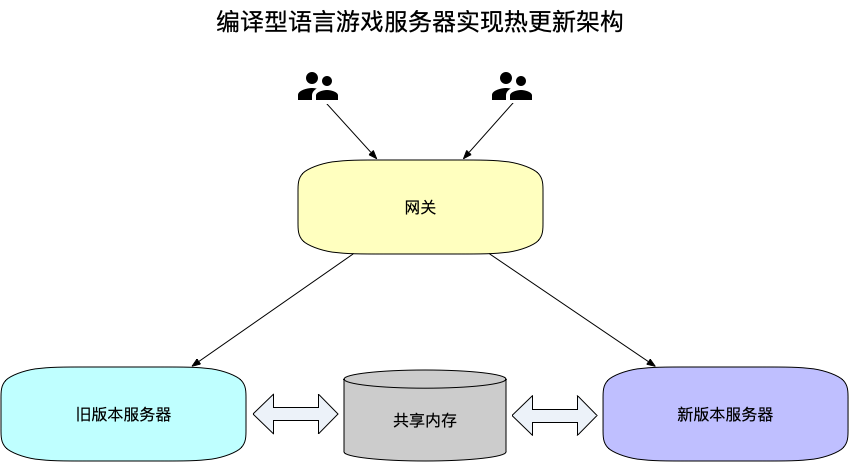 编译型语言游戏服务器实现热更新架构
网关
旧版本服务器
共享内存
新版本服务器